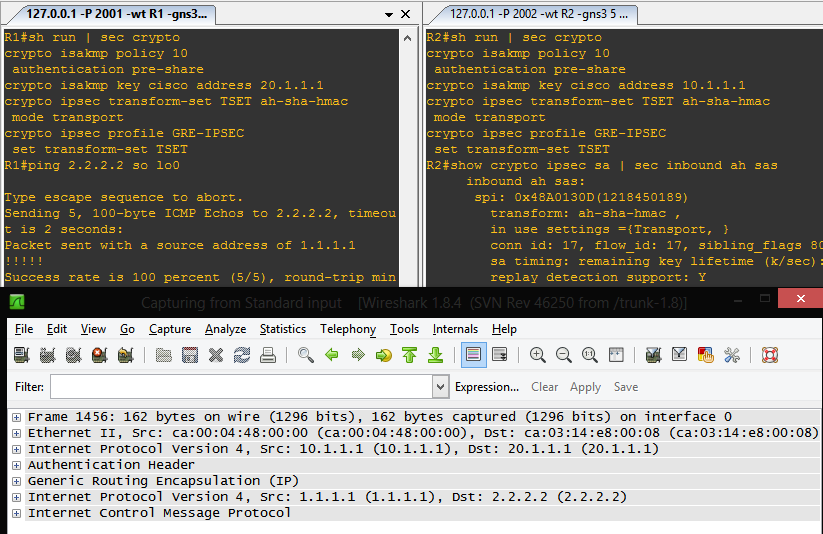 127.0.0.1 -P 2001 -wt R1 -gns3...
R1#sh run | sec crypto
crypto isakmp policy 10
authentication pre-share
crypto isakmp key cisco address 20.1.1.1
crypto ipsec transform-set TSET ah-sha-hmac
mode transport
crypto ipsec profile GRE-IPSEC
set transform-set TSET
R1#ping 2.2.2.2 so lo0
Type escape sequence to abort.
Sending 5, 100-byte ICMP Echos to 2.2.2.2, timeou
t is 2 seconds:
Packet sent with a source address of 1.1.1.1
!!!!!
Success rate is 100 percent (5/5), round-trip min
127.0.0.1 -P 2002 -wt R2 -gns3 5 ...
R2#sh run | sec crypto
crypto isakmp policy 10
authentication pre-share
crypto isakmp key cisco address 10.1.1.1
crypto ipsec transform-set TSET ah-sha-hmac
mode transport
crypto ipsec profile GRE-IPSEC
set transform-set TSET
R2#show crypto ipsec sa | sec inbound ah sas
inbound ah sas:
spi: 0x48A0130D(1218450189)
transform: ah-sha-hmac ,
in use settings ={Transport, }
conn id: 17, flow_id: 17, sibling_flags 80
sa timing: remaining key lifetime (k/sec):
replay detection support: Y
Capturing from Standard input [Wireshark 1.8.4 (SVN Rev 46250 from /trunk-1.8)]
File Edit View Go Capture Analyze Statistics Telephony Tools Internals Help
Filter: Expression... Clear Apply Save
Frame 1456: 162 bytes on wire (1296 bits), 162 bytes captured (1296 bits) on interface 0
Ethernet II, Src: ca:00:04:48:00:00 (ca:00:04:48:00:00), Dst: ca:03:14:e8:00:08 (ca:03:14:e8:00:08)
Internet Protocol Version 4, Src: 10.1.1.1 (10.1.1.1), Dst: 20.1.1.1 (20.1.1.1)
Authentication Header
Generic Routing Encapsulation (IP)
Internet Protocol Version 4, Src: 1.1.1.1 (1.1.1.1), Dst: 2.2.2.2 (2.2.2.2)
Internet Control Message Protocol